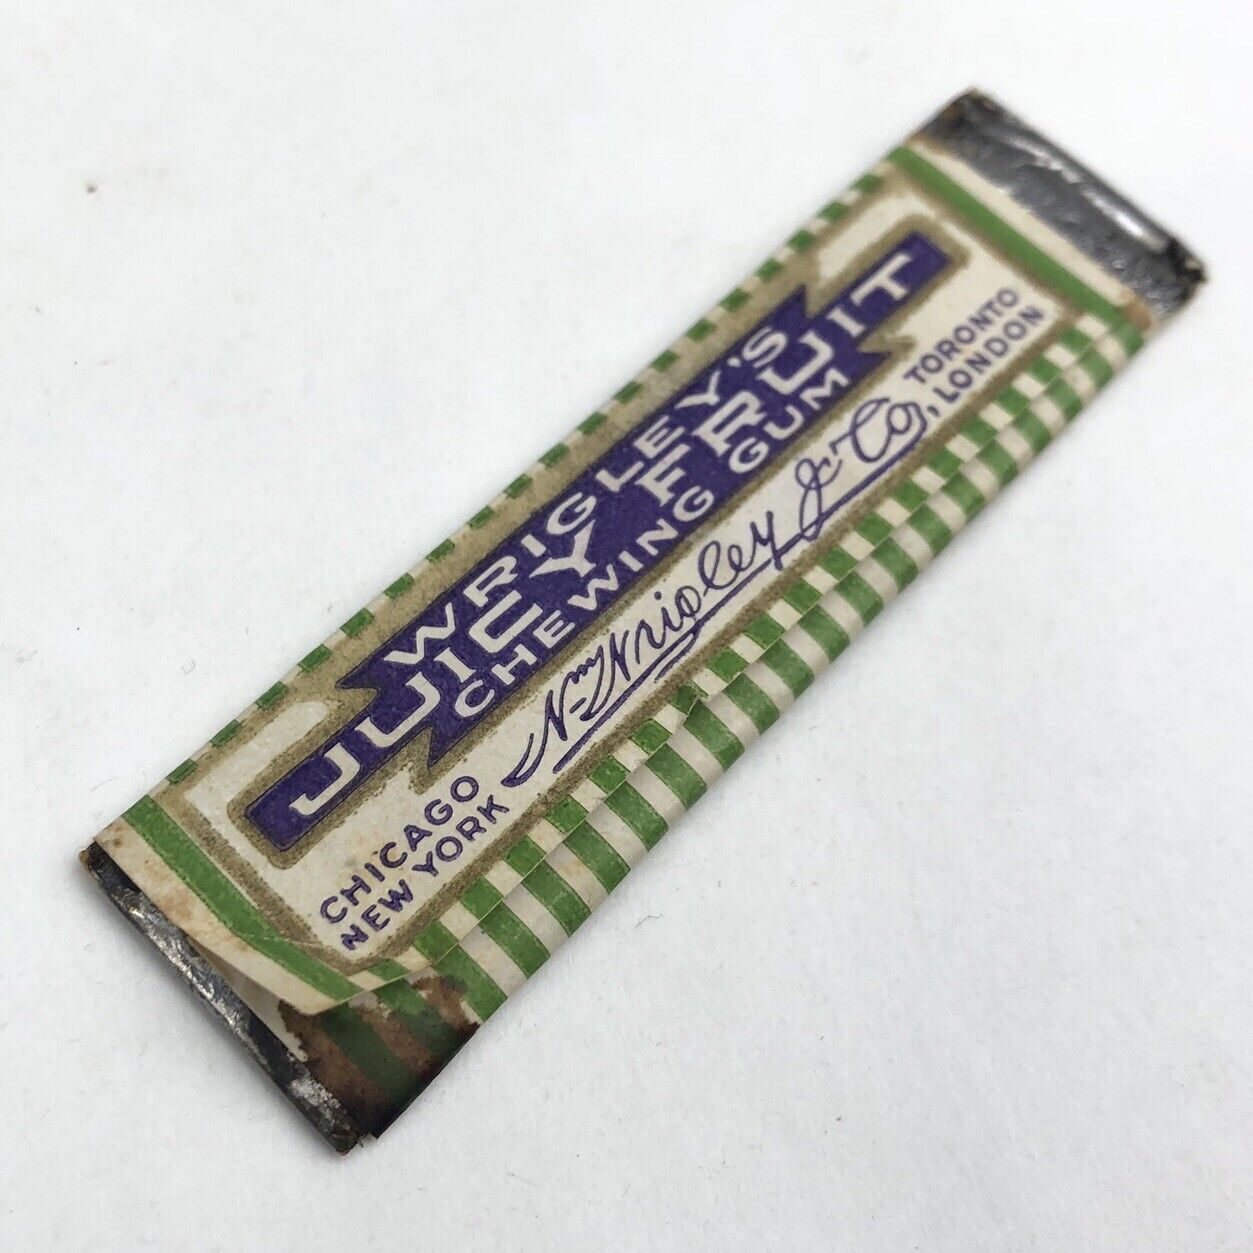 WRIGLEY'S
JUICY FRUIT
CHEWING GUM
CHICAGO
NEW YORK
Wm Wrigley Jr Co,
TORONTO
LONDON